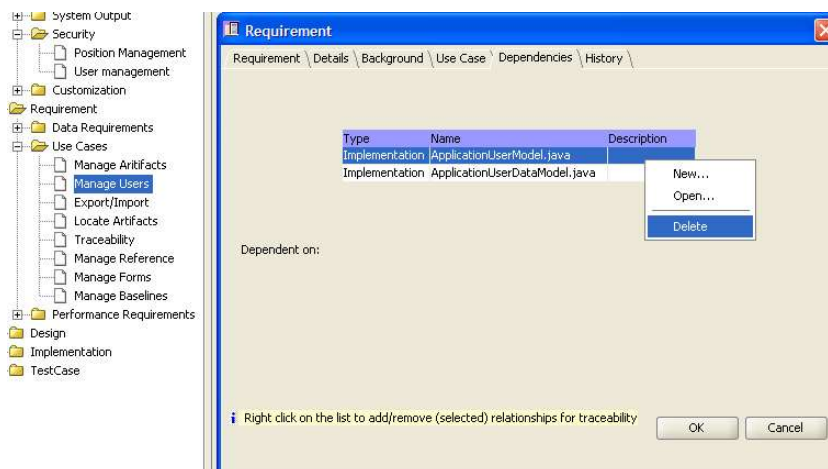 System Output
Security
Position Management
User management
Customization
Requirement
Data Requirements
Use Cases
Manage Aritifacts
Manage Users
Export/Import
Locate Artifacts
Traceability
Manage Reference
Manage Forms
Manage Baselines
Performance Requirements
Design
Implementation
TestCase
Requirement
Requirement \ Details \ Background \ Use Case \ Dependencies \ History \
Type Name Description
Implementation ApplicationUserModel.java
Implementation ApplicationUserDataModel.java
New...
Open...
Delete
Dependent on:
i Right click on the list to add/remove (selected) relationships for traceability
OK Cancel